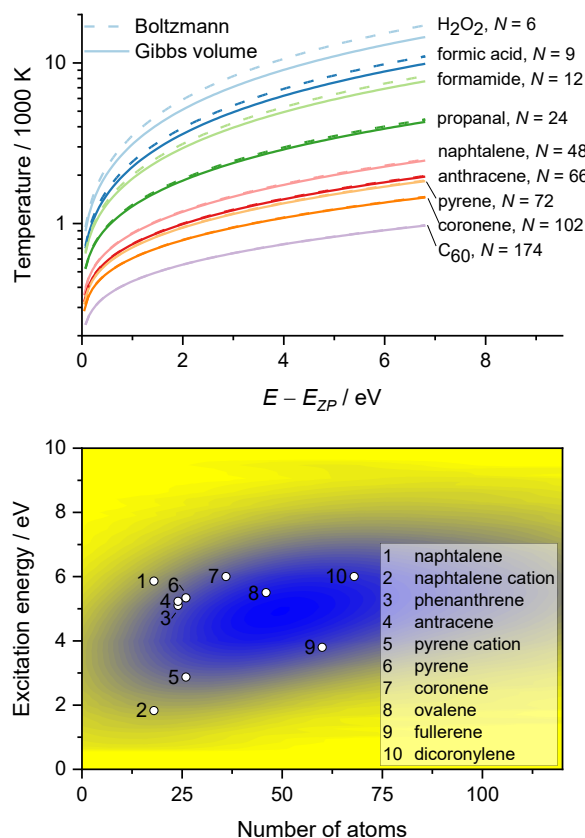 Boltzmann
Gibbs volume
H2O2, N = 6
formic acid, N = 9
formamide, N = 12
propanal, N = 24
naphtalene, N = 48
anthracene, N = 66
pyrene, N = 72
coronene, N = 102
C60, N = 174
Temperature / 1000 K
10
1
0 2 4 6 8
E − EZP / eV
Excitation energy / eV
10
8
6
4
2
0
1
2
3
4
5
6
7
8
9
10
1 naphtalene
2 naphtalene cation
3 phenanthrene
4 antracene
5 pyrene cation
6 pyrene
7 coronene
8 ovalene
9 fullerene
10 dicoronylene
0 25 50 75 100
Number of atoms